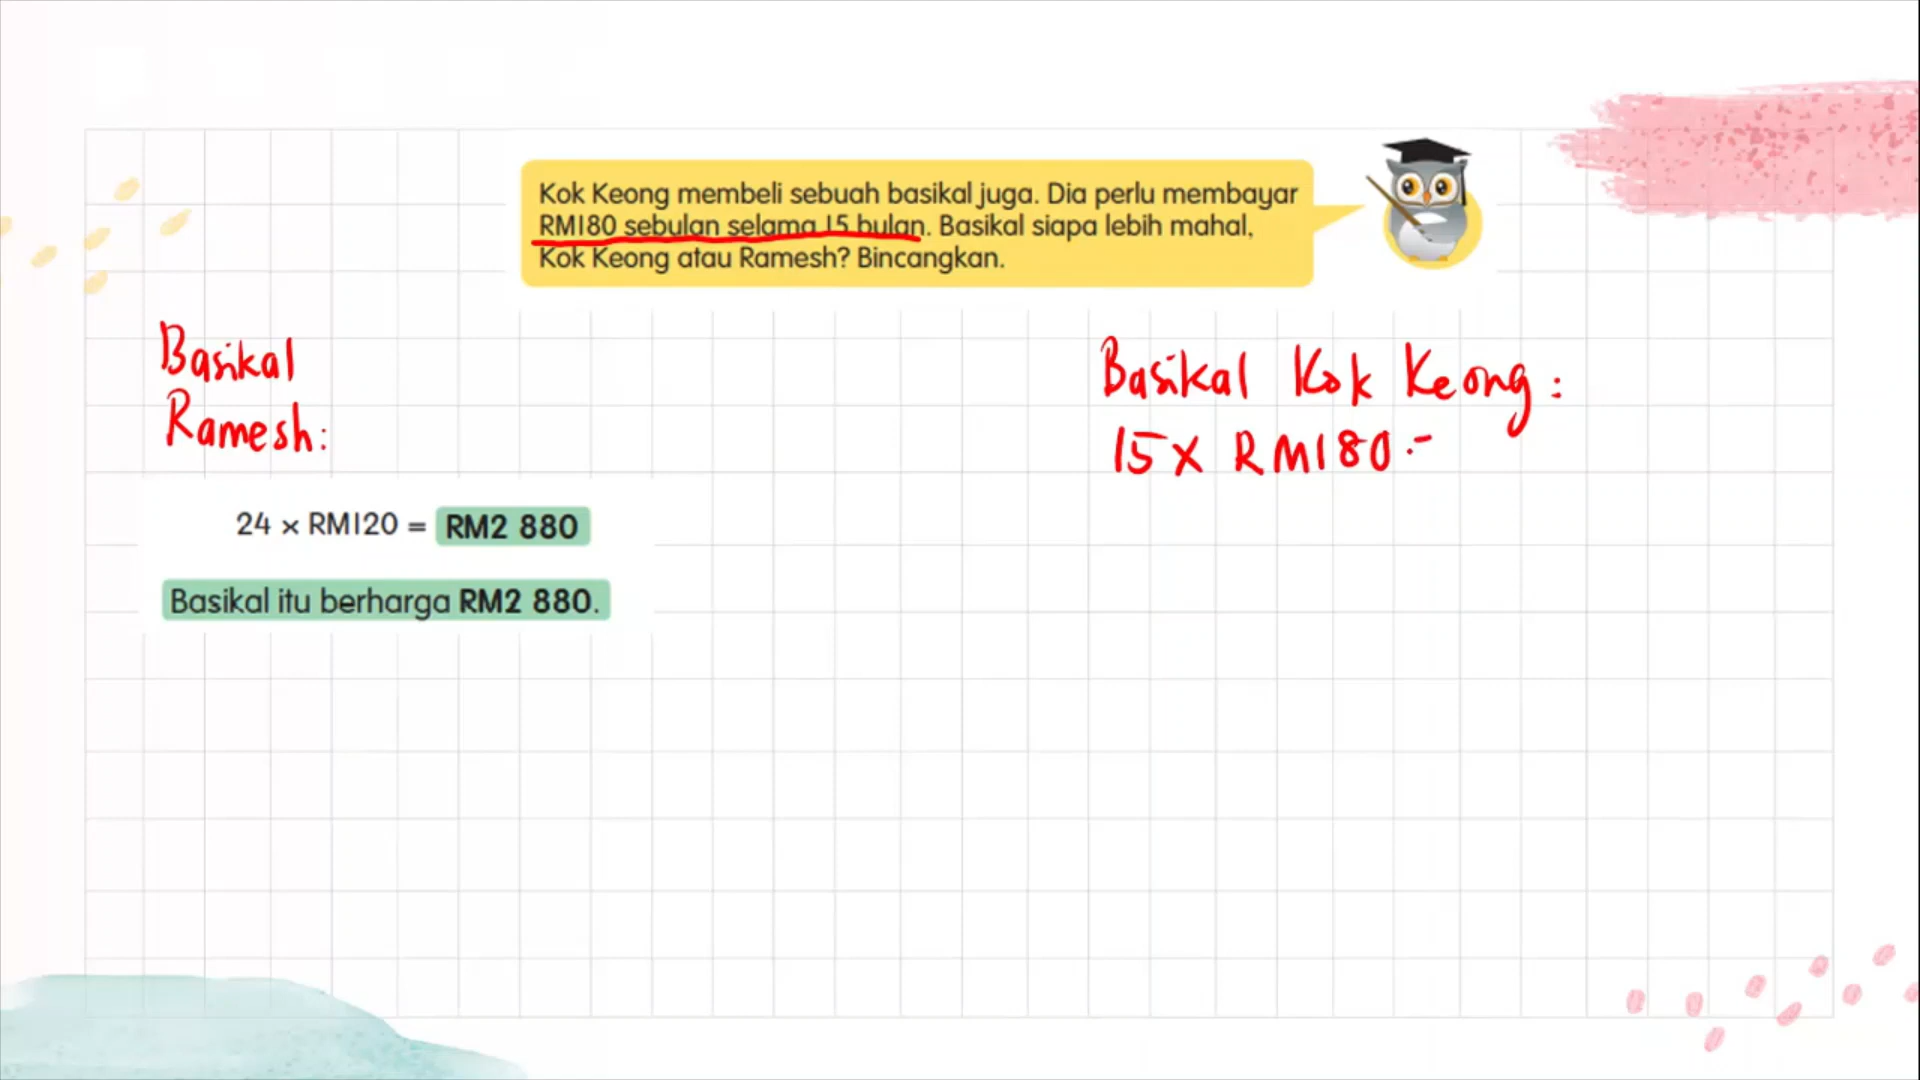 Kok Keong membeli sebuah basikal juga. Dia perlu membayar
RM180 sebulan selama 15 bulan. Basikal siapa lebih mahal,
Kok Keong atau Ramesh? Bincangkan.
Basikal
Ramesh:
24 × RM120 = RM2 880
Basikal itu berharga RM2 880.
Basikal Kok Keong:
15 × RM180 =